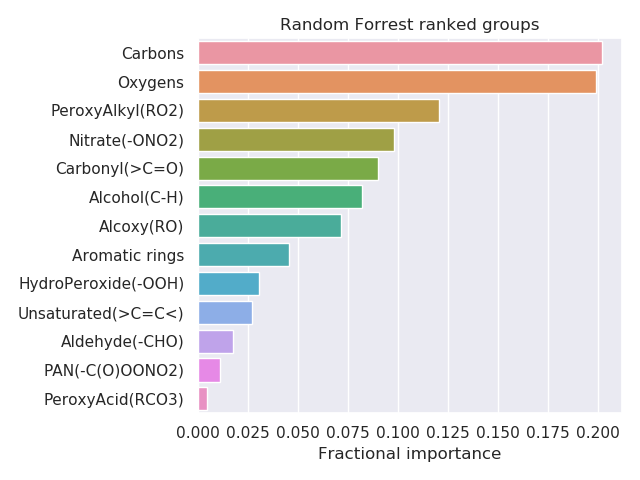 Random Forrest ranked groups
Carbons
Oxygens
PeroxyAlkyl(RO2)
Nitrate(-ONO2)
Carbonyl(>C=O)
Alcohol(C-H)
Alcoxy(RO)
Aromatic rings
HydroPeroxide(-OOH)
Unsaturated(>C=C<)
Aldehyde(-CHO)
PAN(-C(O)OONO2)
PeroxyAcid(RCO3)
0.000 0.025 0.050 0.075 0.100 0.125 0.150 0.175 0.200
Fractional importance